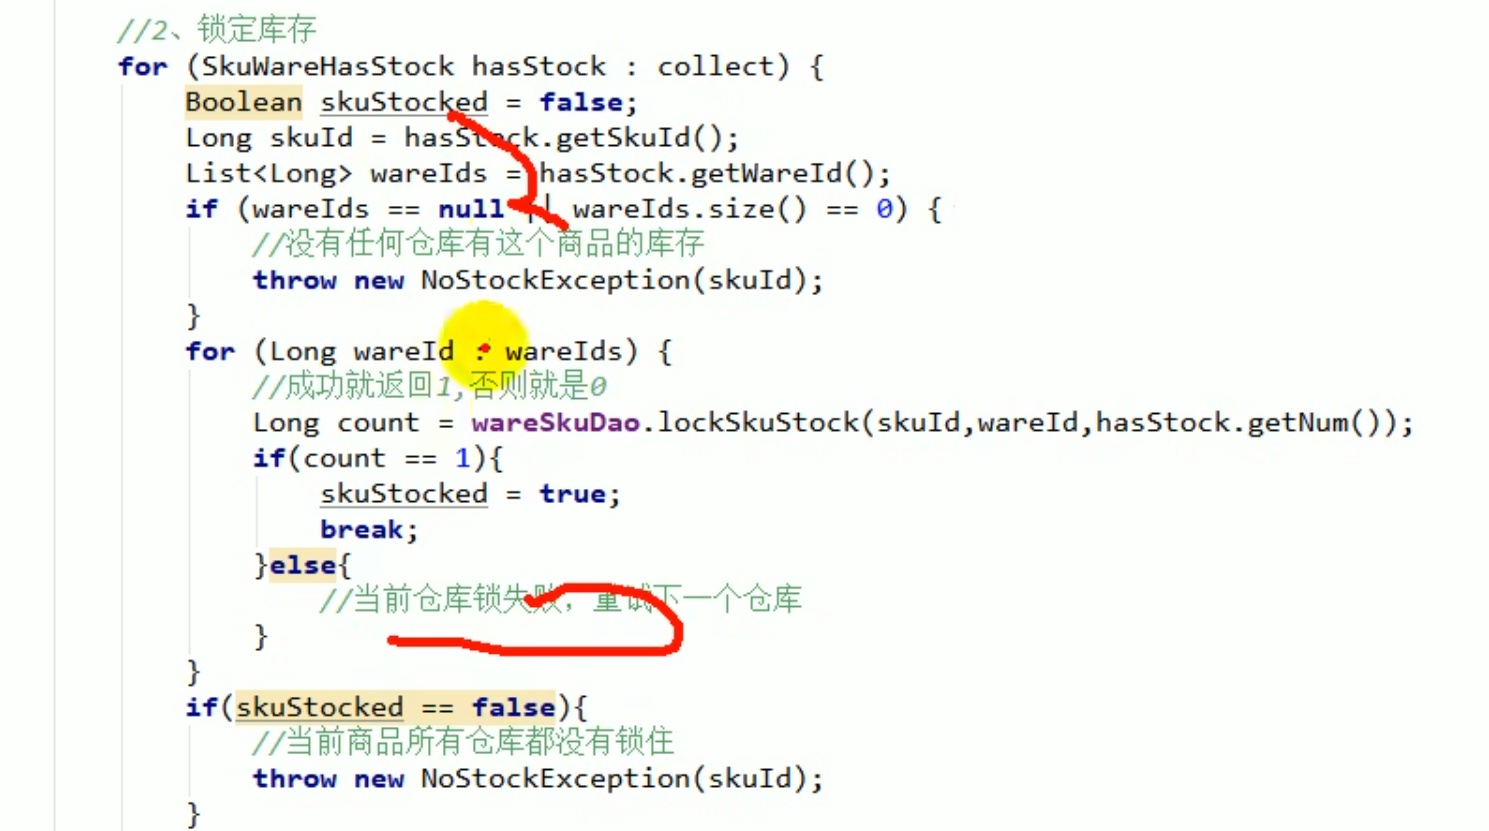 //2、锁定库存
for (SkuWareHasStock hasStock : collect) {
Boolean skuStocked = false;
Long skuId = hasStock.getSkuId();
List<Long> wareIds = hasStock.getWareId();
if (wareIds == null || wareIds.size() == 0) {
//没有任何仓库有这个商品的库存
throw new NoStockException(skuId);
}
for (Long wareId : wareIds) {
//成功就返回1,否则就是0
Long count = wareSkuDao.lockSkuStock(skuId,wareId,hasStock.getNum());
if(count == 1){
skuStocked = true;
break;
}else{
//当前仓库锁失败，重试下一个仓库
}
}
if(skuStocked == false){
//当前商品所有仓库都没有锁住
throw new NoStockException(skuId);
}